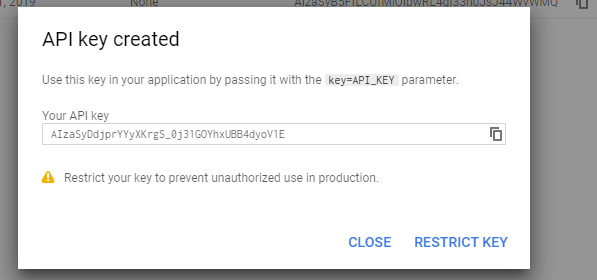 , 2019 None
API key created
Use this key in your application by passing it with the key=API_KEY parameter.
Your API key
AIzaSyDdjprYYyXKrgS_0j31GOYhxUBB4dyoV1E
Restrict your key to prevent unauthorized use in production.
CLOSE RESTRICT KEY